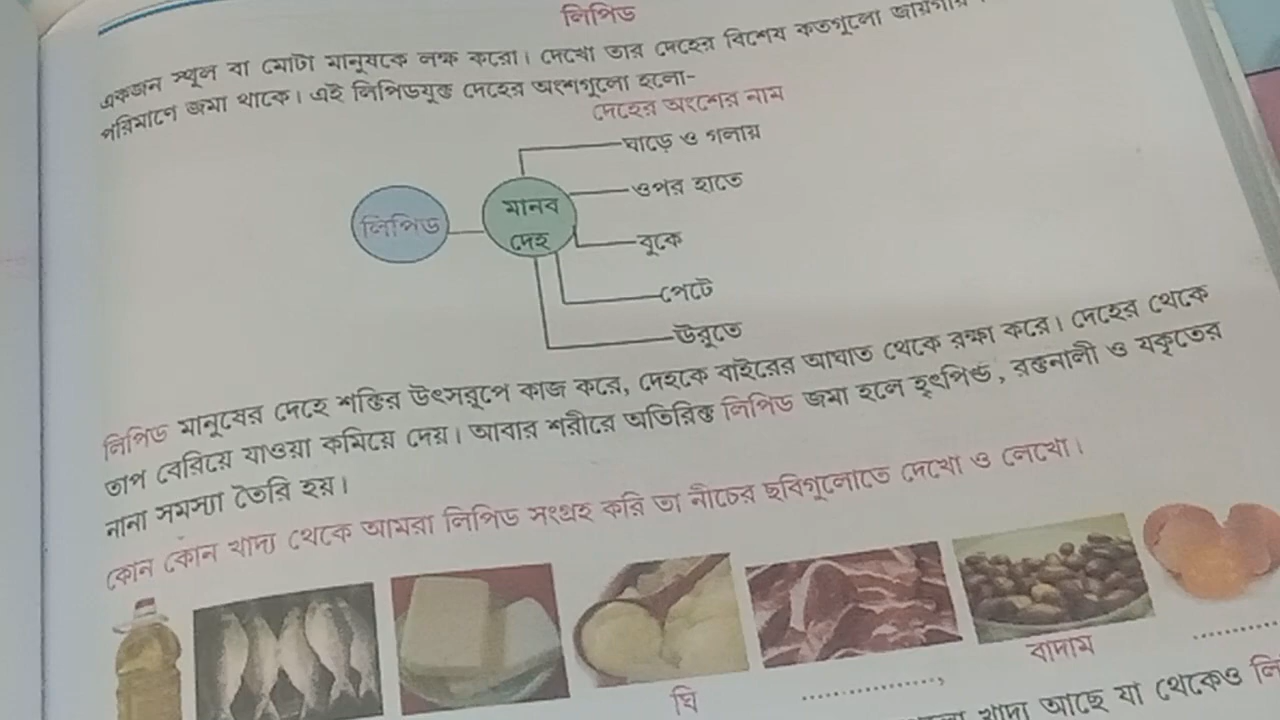 লিপিড
একজন স্থূল বা মোটা মানুষকে লক্ষ করো। দেখো তার দেহের বিশেষ কতগুলো জায়গায়
পরিমাণে জমা থাকে। এই লিপিডযুক্ত দেহের অংশগুলো হলো-
দেহের অংশের নাম
ঘাড়ে ও গলায়
ওপর হাতে
লিপিড
মানব
দেহ
বুকে
পেটে
উরুতে
লিপিড মানুষের দেহে শক্তির উৎসরূপে কাজ করে, দেহকে বাইরের আঘাত থেকে রক্ষা করে। দেহের থেকে
তাপ বেরিয়ে যাওয়া কমিয়ে দেয়। আবার শরীরে অতিরিক্ত লিপিড জমা হলে হৃৎপিণ্ড, রক্তনালী ও যকৃতের
নানা সমস্যা তৈরি হয়।
কোন কোন খাদ্য থেকে আমরা লিপিড সংগ্রহ করি তা নীচের ছবিগুলোতে দেখো ও লেখো।
ঘি
বাদাম
খাদ্য আছে যা থেকেও